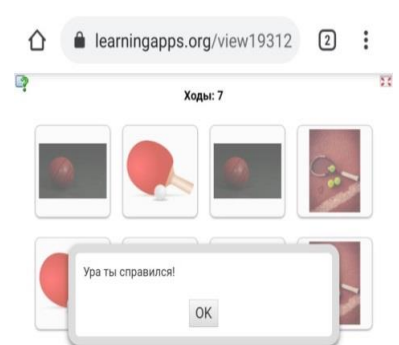 learningapps.org/view19312
2
Ходы: 7
Ура ты справился!
OK